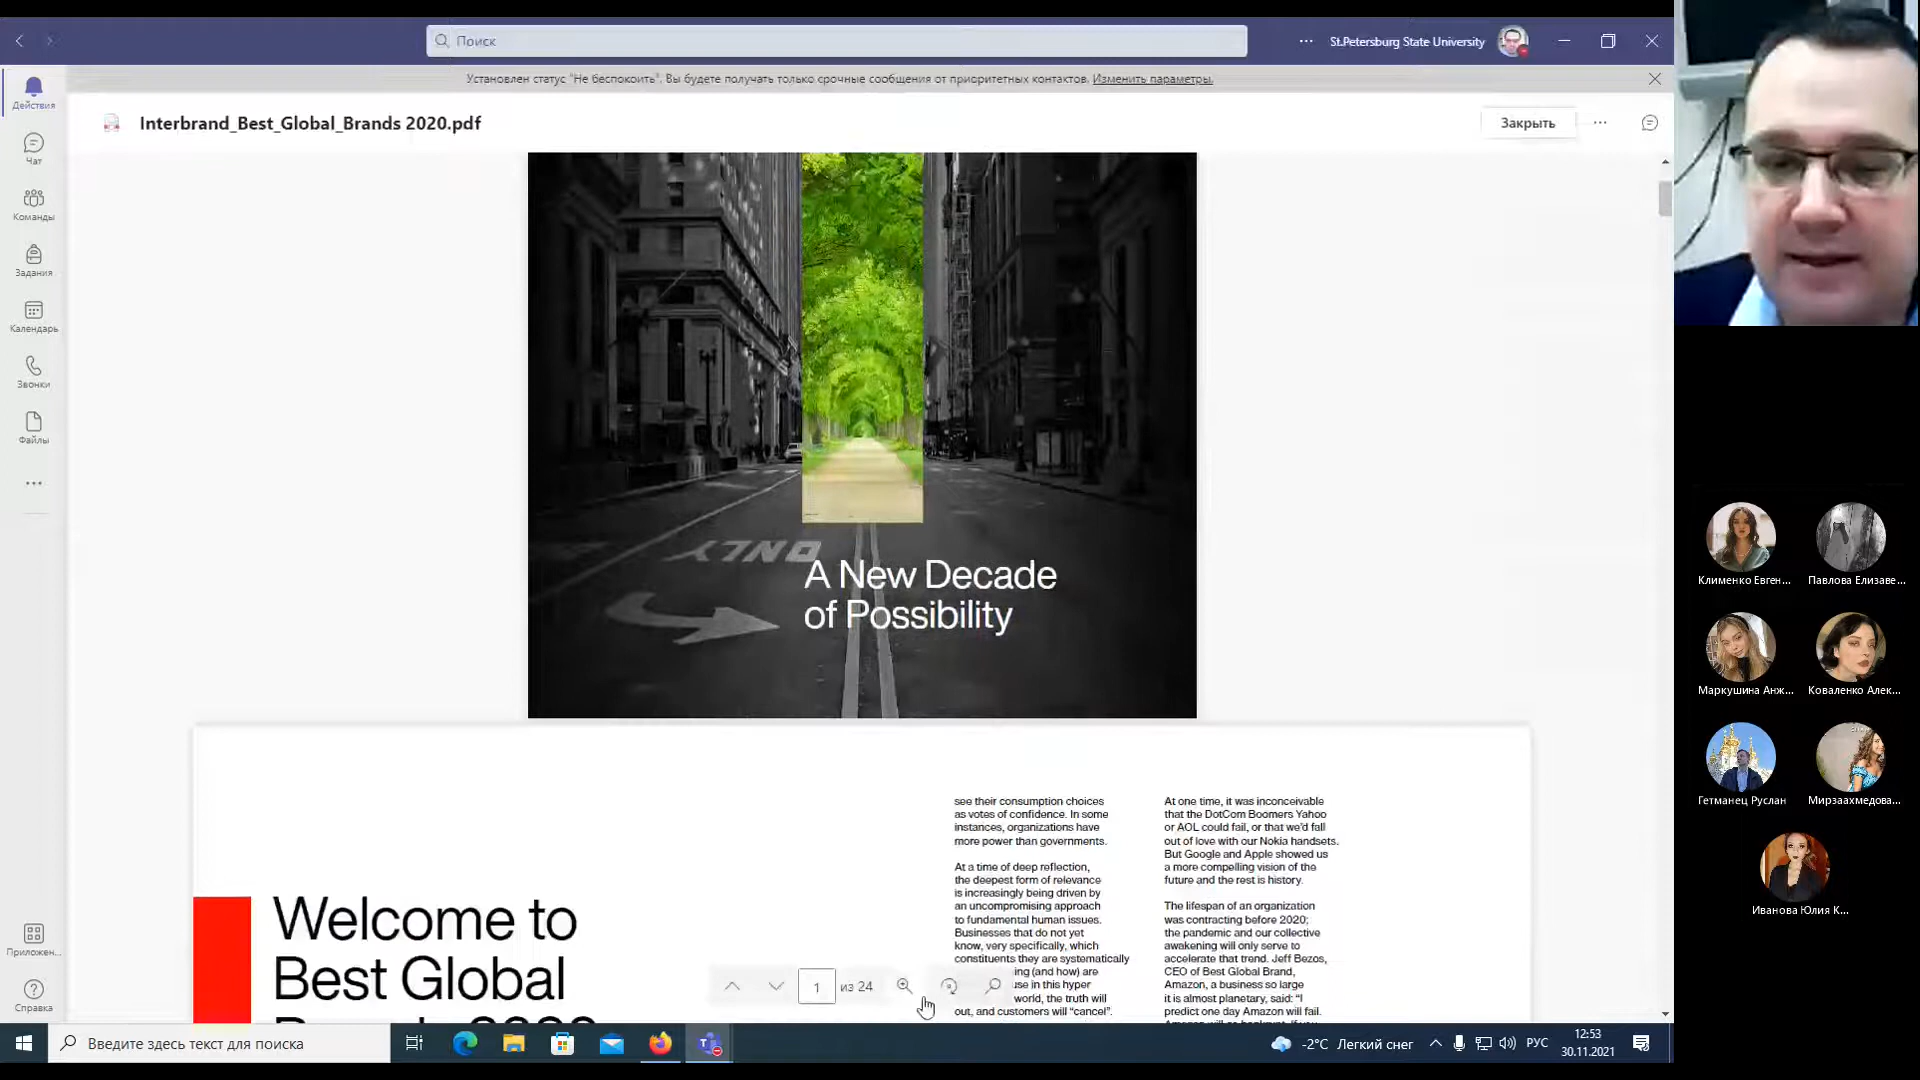 Поиск
St.Petersburg State University
Установлен статус "Не беспокоить". Вы будете получать только срочные сообщения от приоритетных контактов. Изменить параметры.
Действия
Чат
Команды
Задания
Календарь
Звонки
Файлы
Приложен...
Справка
Interbrand_Best_Global_Brands 2020.pdf
Закрыть
ONLY
A New Decade
of Possibility
Welcome to
Best Global
see their consumption choices
as votes of confidence. In some
instances, organizations have
more power than governments.
At a time of deep reflection,
the deepest form of relevance
is increasingly being driven by
an uncompromising approach
to fundamental human issues.
Businesses that do not yet
know, very specifically, which
constituents they are systematically
ing (and how) are
use in this hyper
world, the truth will
out, and customers will “cancel”.
At one time, it was inconceivable
that the DotCom Boomers Yahoo
or AOL could fail, or that we'd fall
out of love with our Nokia handsets.
But Google and Apple showed us
a more compelling vision of the
future and the rest is history.
The lifespan of an organization
was contracting before 2020;
the pandemic and our collective
awakening will only serve to
accelerate that trend. Jeff Bezos,
CEO of Best Global Brand,
Amazon, a business so large
it is almost planetary, said: “I
predict one day Amazon will fail.
1 из 24
Клименко Евген...
Павлова Елизаве...
Маркушина Анж...
Коваленко Алек...
Гетманец Руслан
Мирзаахмедова...
Иванова Юлия К...
Введите здесь текст для поиска
-2°C Легкий снег
РУС
12:53
30.11.2021